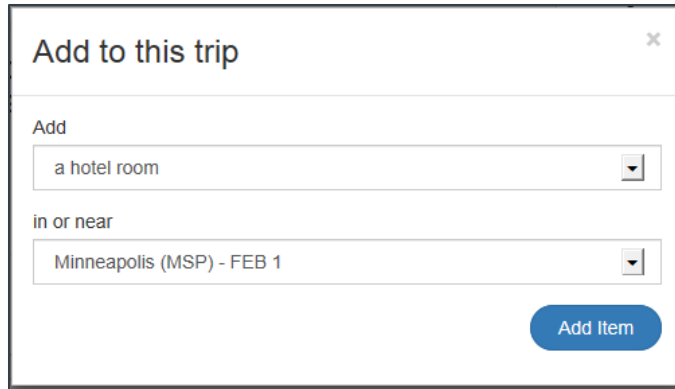 Add to this trip
×
Add
a hotel room
in or near
Minneapolis (MSP) - FEB 1
Add Item